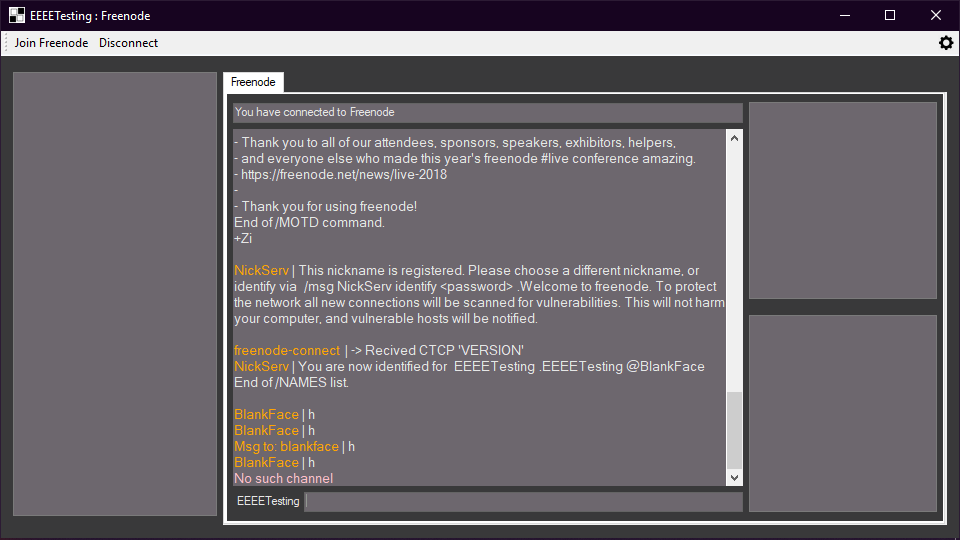 EEEETesting : Freenode
Join Freenode Disconnect
Freenode
You have connected to Freenode
- Thank you to all of our attendees, sponsors, speakers, exhibitors, helpers,
- and everyone else who made this year's freenode #live conference amazing.
- https://freenode.net/news/live-2018
-
- Thank you for using freenode!
End of /MOTD command.
+Zi
NickServ | This nickname is registered. Please choose a different nickname, or
identify via /msg NickServ identify <password> .Welcome to freenode. To protect
the network all new connections will be scanned for vulnerabilities. This will not harm
your computer, and vulnerable hosts will be notified.
freenode-connect | -> Recived CTCP 'VERSION'
NickServ | You are now identified for EEEETesting .EEEETesting @BlankFace
End of /NAMES list.
BlankFace | h
BlankFace | h
Msg to: blankface | h
BlankFace | h
No such channel
EEEETesting